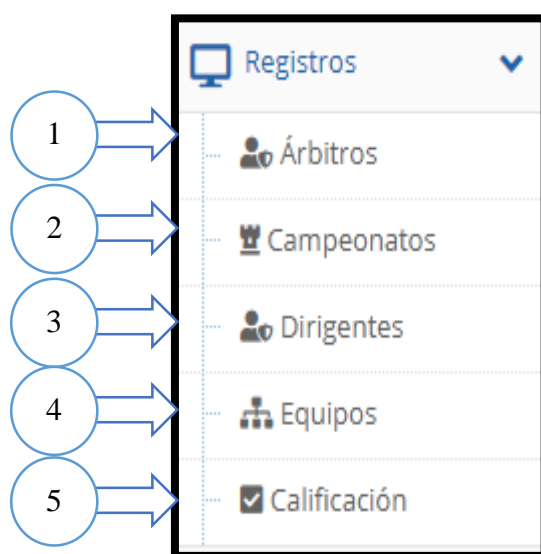 Registros
1
Árbitros
2
Campeonatos
3
Dirigentes
4
Equipos
5
Calificación